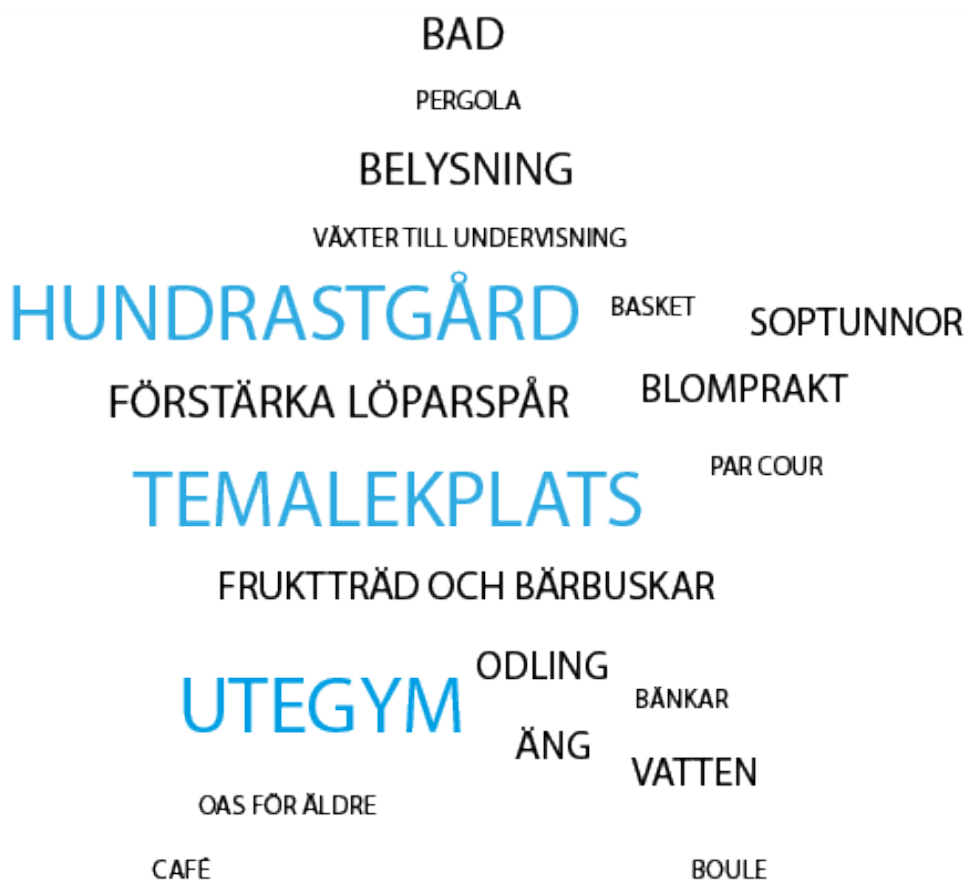 BAD
PERGOLA
BELYSNING
VÄXTER TILL UNDERVISNING
HUNDRASTGÅRD
BASKET
SOPTUNNOR
FÖRSTÄRKA LÖPARSPÅR
BLOMPRAKT
PAR COUR
TEMALEKPLATS
FRUKTTRÄD OCH BÄRBUSKAR
ODLING
UTEGYM
BÄNKAR
ÄNG
VATTEN
OAS FÖR ÄLDRE
CAFÉ
BOULE